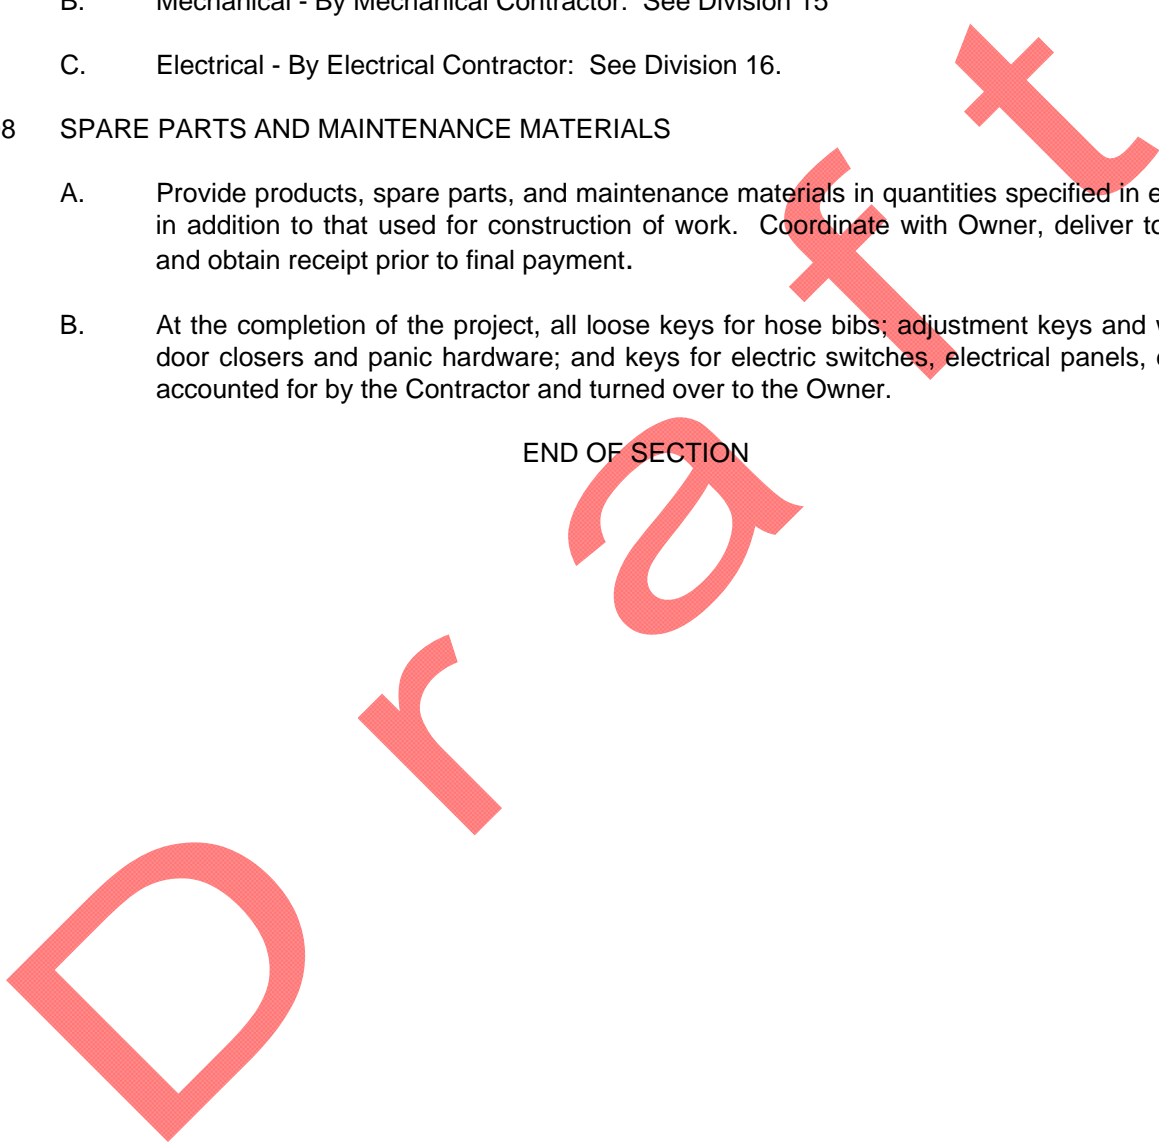 B. Mechanical - By Mechanical Contractor: See Division 15
C. Electrical - By Electrical Contractor: See Division 16.
8 SPARE PARTS AND MAINTENANCE MATERIALS
A. Provide products, spare parts, and maintenance materials in quantities specified in
in addition to that used for construction of work. Coordinate with Owner, deliver to
and obtain receipt prior to final payment.
B. At the completion of the project, all loose keys for hose bibs; adjustment keys and
door closers and panic hardware; and keys for electric switches, electrical panels,
accounted for by the Contractor and turned over to the Owner.
END OF SECTION
Draft